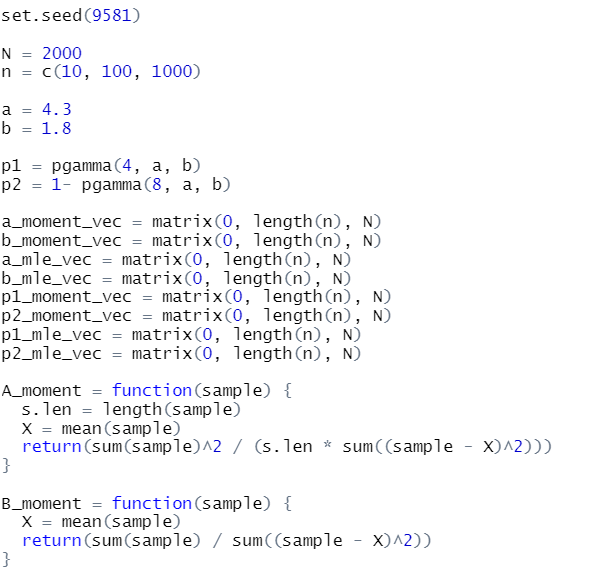 set.seed(9581)
N = 2000
n = c(10, 100, 1000)
a = 4.3
b = 1.8
p1 = pgamma(4, a, b)
p2 = 1- pgamma(8, a, b)
a_moment_vec = matrix(0, length(n), N)
b_moment_vec = matrix(0, length(n), N)
a_mle_vec = matrix(0, length(n), N)
b_mle_vec = matrix(0, length(n), N)
p1_moment_vec = matrix(0, length(n), N)
p2_moment_vec = matrix(0, length(n), N)
p1_mle_vec = matrix(0, length(n), N)
p2_mle_vec = matrix(0, length(n), N)
A_moment = function(sample) {
  s.len = length(sample)
  X = mean(sample)
  return(sum(sample)^2 / (s.len * sum((sample - X)^2)))
}
B_moment = function(sample) {
  X = mean(sample)
  return(sum(sample) / sum((sample - X)^2))
}